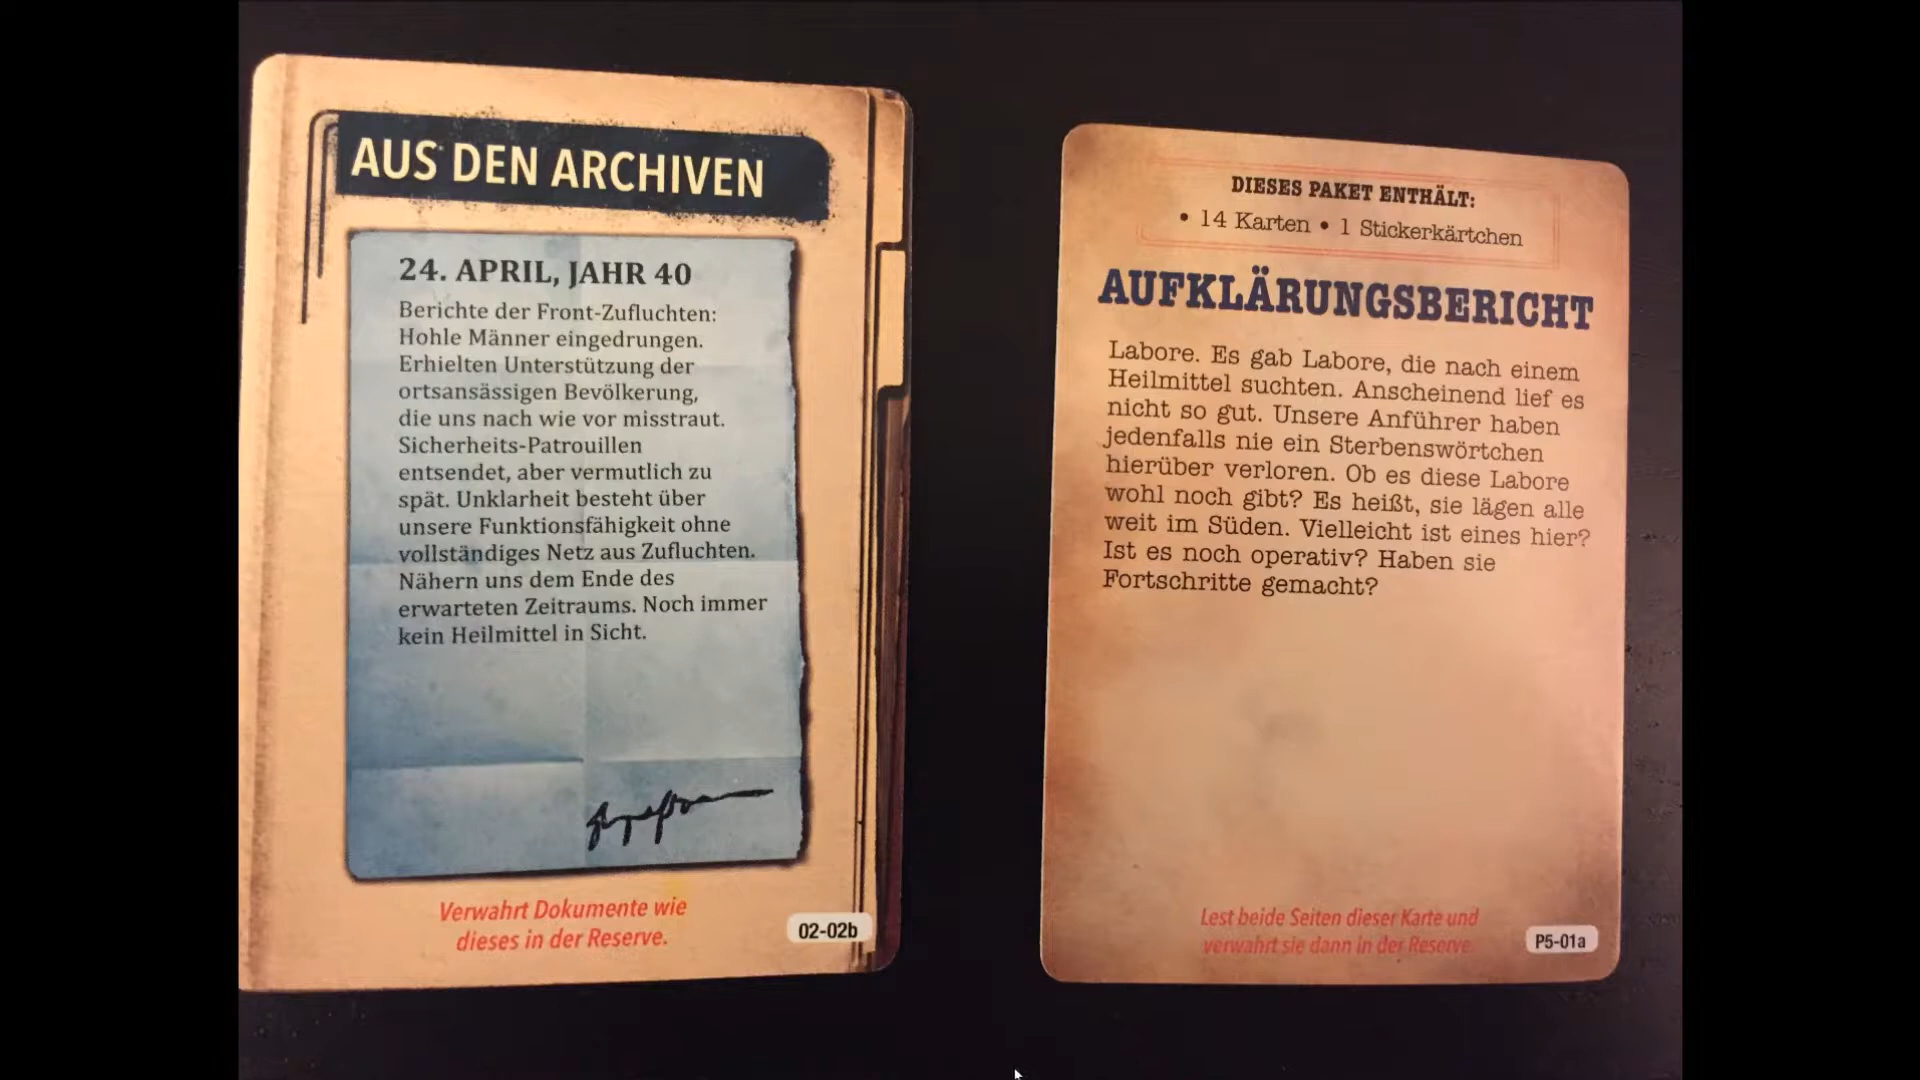 AUS DEN ARCHIVEN
24. APRIL, JAHR 40
Berichte der Front-Zufluchten:
Hohle Männer eingedrungen.
Erhielten Unterstützung der
ortsansässigen Bevölkerung,
die uns nach wie vor misstraut.
Sicherheits-Patrouillen
entsendet, aber vermutlich zu
spät. Unklarheit besteht über
unsere Funktionsfähigkeit ohne
vollständiges Netz aus Zufluchten.
Nähern uns dem Ende des
erwarteten Zeitraums. Noch immer
kein Heilmittel in Sicht.
Verwahrt Dokumente wie
dieses in der Reserve.
02-02b
DIESES PAKET ENTHÄLT:
• 14 Karten • 1 Stickerkärtchen
AUFKLÄRUNGSBERICHT
Labore. Es gab Labore, die nach einem
Heilmittel suchten. Anscheinend lief es
nicht so gut. Unsere Anführer haben
jedenfalls nie ein Sterbenswörtchen
hierüber verloren. Ob es diese Labore
wohl noch gibt? Es heißt, sie lägen alle
weit im Süden. Vielleicht ist eines hier?
Ist es noch operativ? Haben sie
Fortschritte gemacht?
Lest beide Seiten dieser Karte und
verwahrt sie dann in der Reserve.
P5-01a